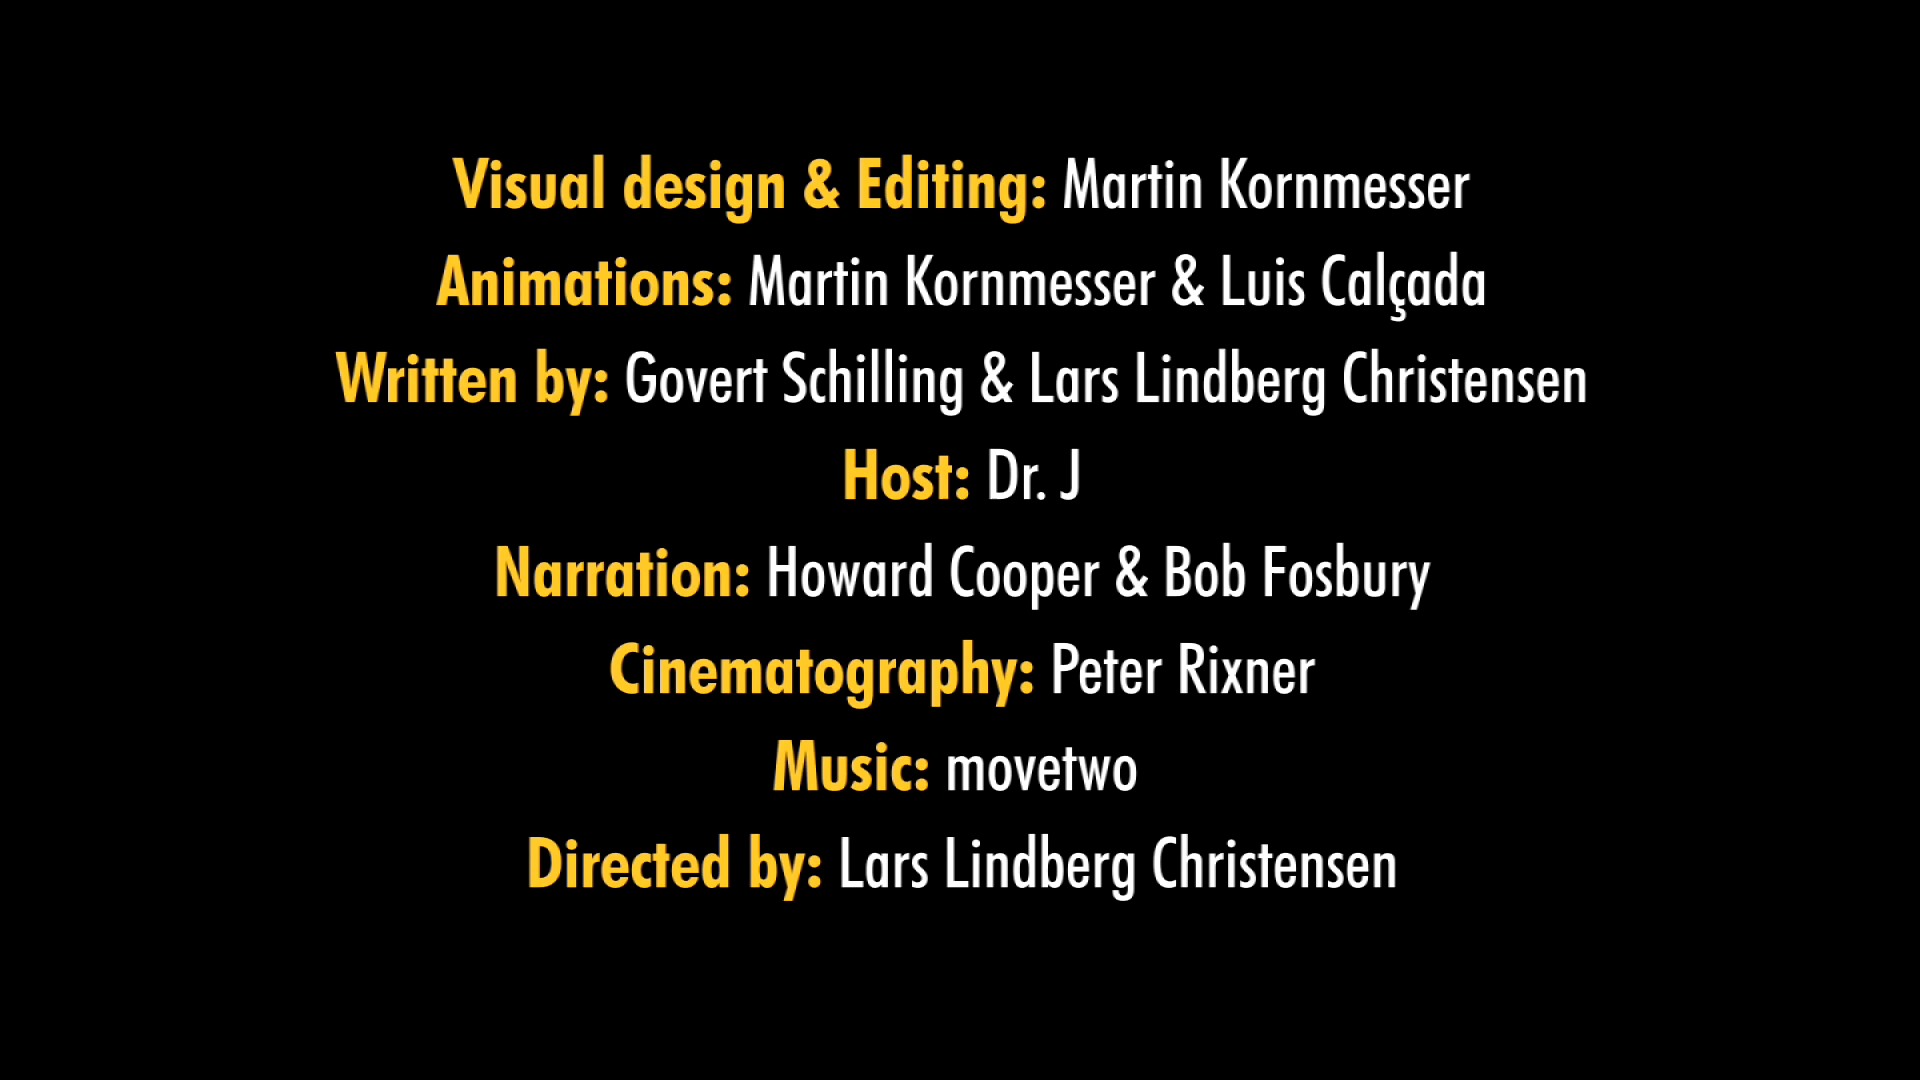 Visual design & Editing: Martin Kornmesser
Animations: Martin Kornmesser & Luis Calçada
Written by: Govert Schilling & Lars Lindberg Christensen
Host: Dr. J
Narration: Howard Cooper & Bob Fosbury
Cinematography: Peter Rixner
Music: movetwo
Directed by: Lars Lindberg Christensen